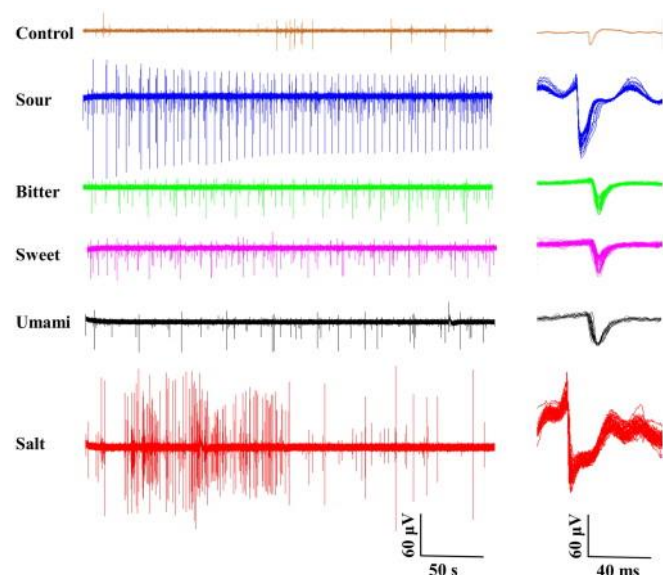 Control
Sour
Bitter
Sweet
Umami
Salt
60 µV
50 s
60 µV
40 ms